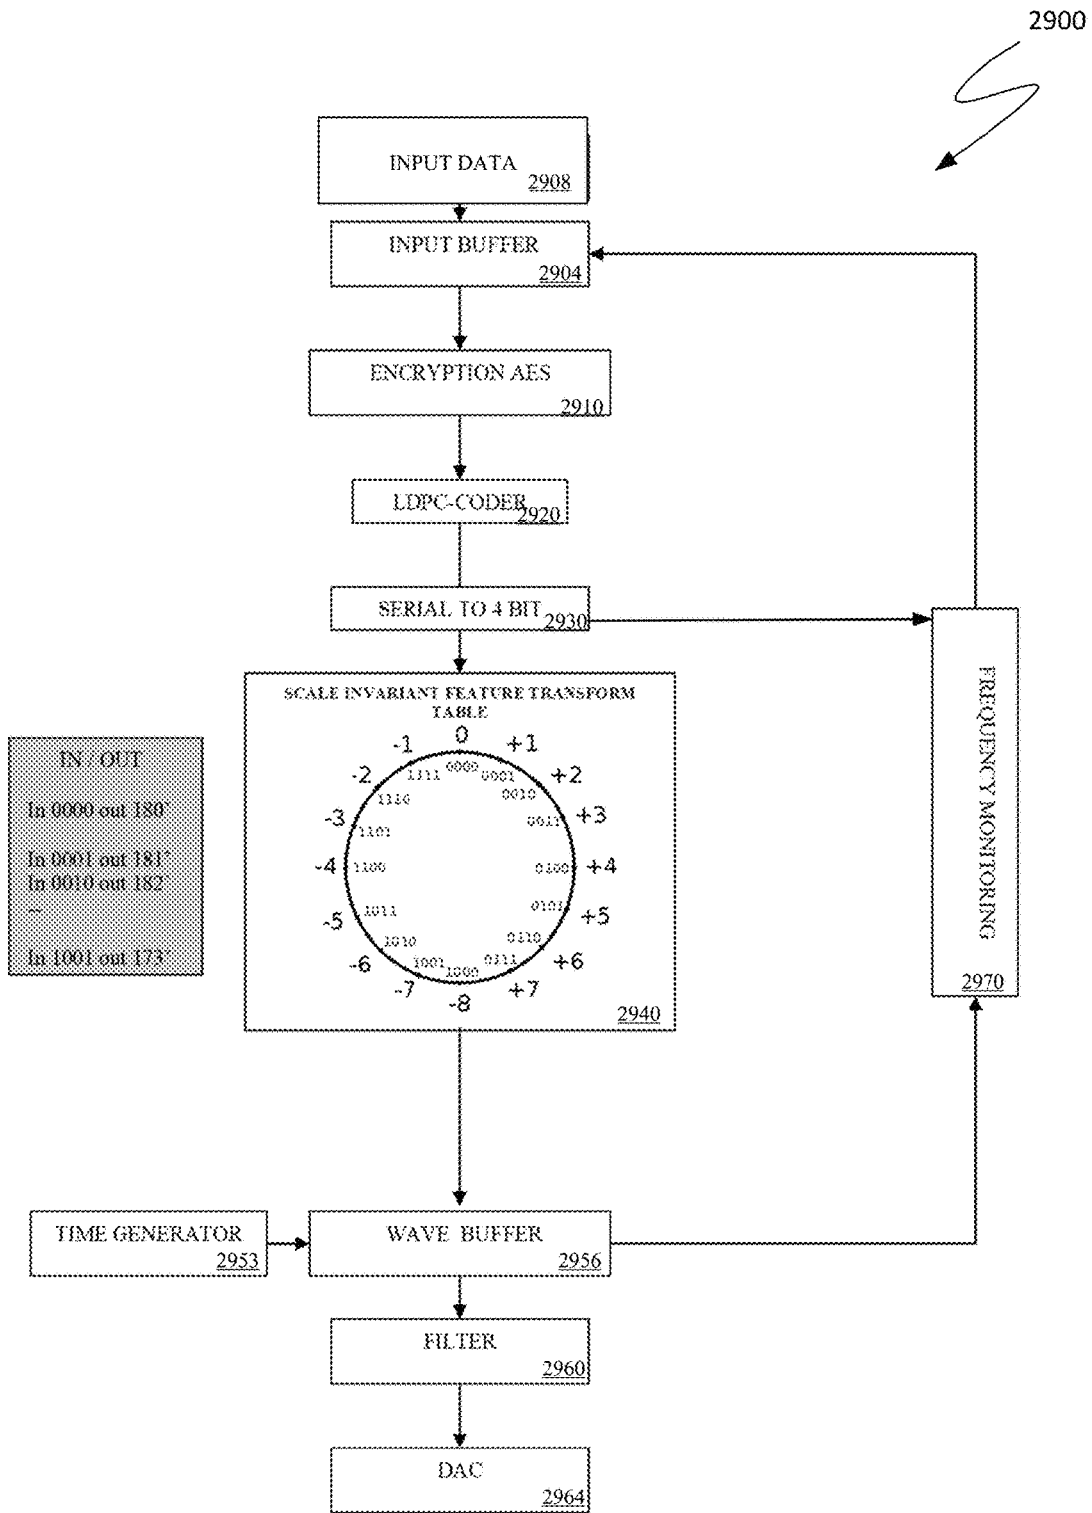 2900
INPUT DATA
2908
INPUT BUFFER
2904
ENCRYPTION AES
2910
LDPC-CODER
2920
SERIAL TO 4 BIT
2930
SCALE INVARIANT FEATURE TRANSFORM
TABLE
0
+1
+2
+3
+4
+5
+6
+7
-8
-7
-6
-5
-4
-3
-2
-1
0000
0001
0010
0011
0100
0101
0110
0111
1000
1001
1010
1011
1100
1101
1110
1111
2940
IN / OUT
In 0000 out 180°
In 0001 out 181°
In 0010 out 182°
--
In 1001 out 173°
FREQUENCY MONITORING
2970
TIME GENERATOR
2953
WAVE BUFFER
2956
FILTER
2960
DAC
2964